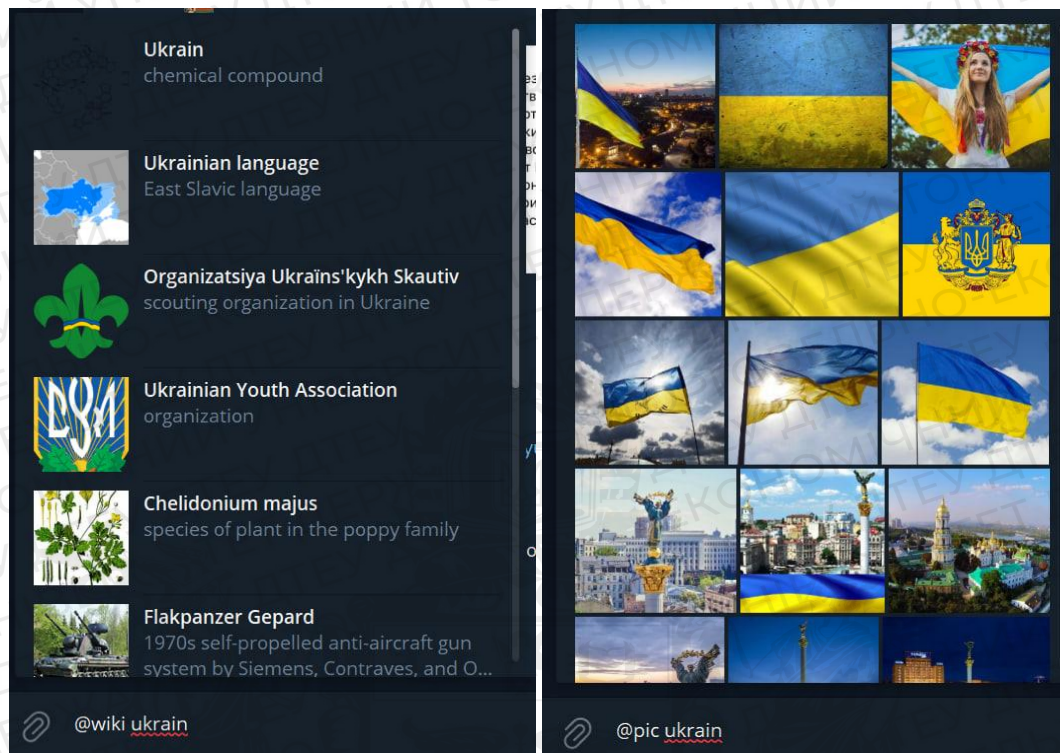 Ukrain
chemical compound
Ukrainian language
East Slavic language
Organizatsiya Ukraïns'kykh Skautiv
scouting organization in Ukraine
Ukrainian Youth Association
organization
Chelidonium majus
species of plant in the poppy family
Flakpanzer Gepard
1970s self-propelled anti-aircraft gun
system by Siemens, Contraves, and O...
@wiki ukrain
@pic ukrain